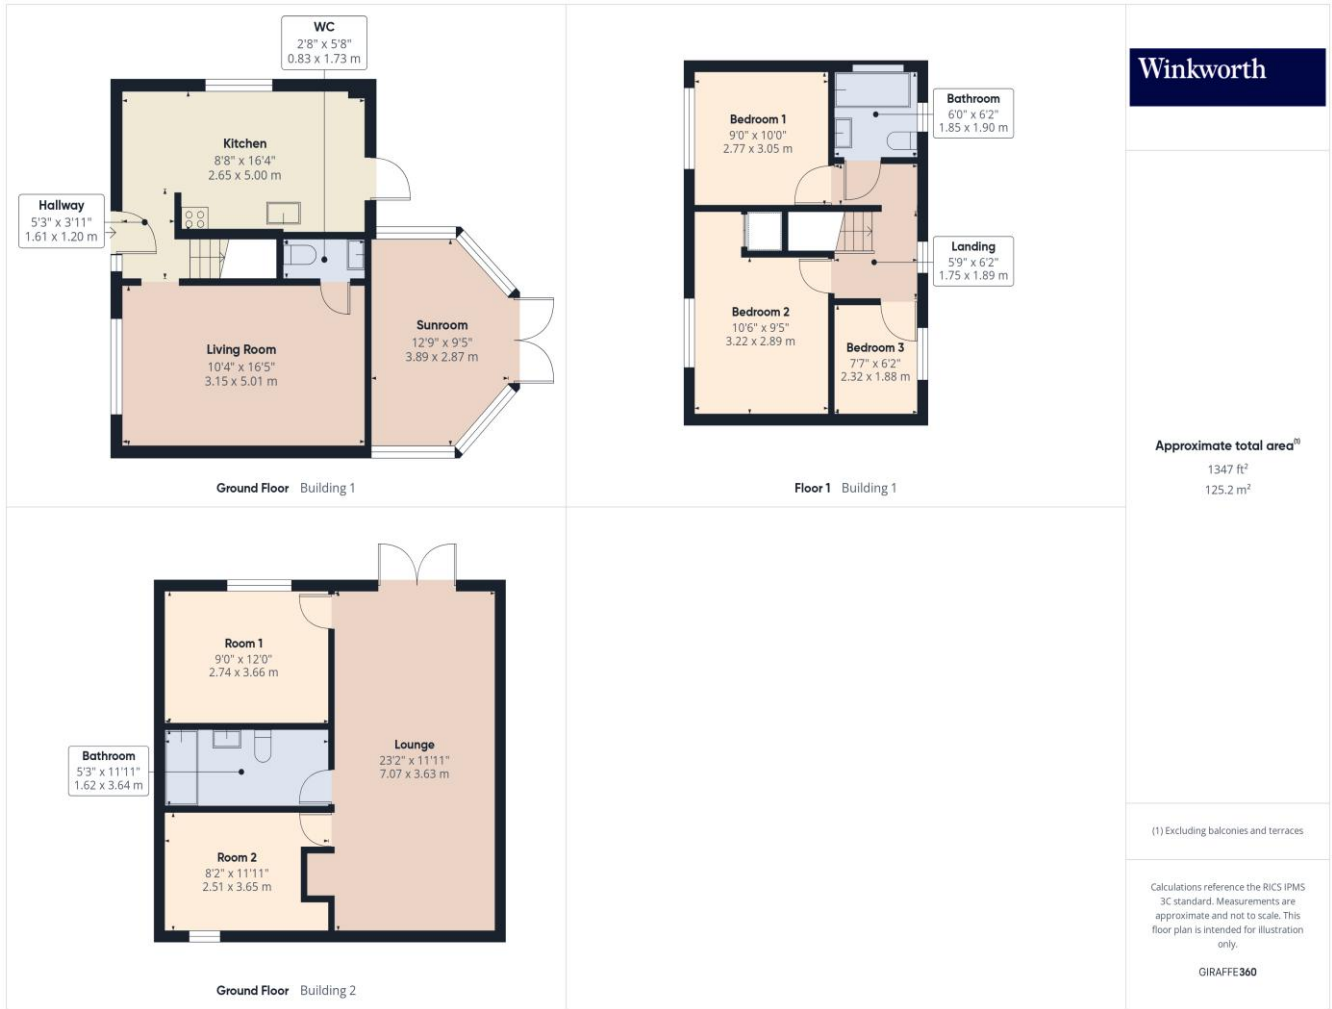 WC
2'8" x 5'8"
0.83 x 1.73 m
Kitchen
8'8" x 16'4"
2.65 x 5.00 m
Hallway
5'3" x 3'11"
1.61 x 1.20 m
Living Room
10'4" x 16'5"
3.15 x 5.01 m
Sunroom
12'9" x 9'5"
3.89 x 2.87 m
Ground Floor Building 1
Bedroom 1
9'0" x 10'0"
2.77 x 3.05 m
Bathroom
6'0" x 6'2"
1.85 x 1.90 m
Landing
5'9" x 6'2"
1.75 x 1.89 m
Bedroom 2
10'6" x 9'5"
3.22 x 2.89 m
Bedroom 3
7'7" x 6'2"
2.32 x 1.88 m
Floor 1 Building 1
Room 1
9'0" x 12'0"
2.74 x 3.66 m
Bathroom
5'3" x 11'11"
1.62 x 3.64 m
Lounge
23'2" x 11'11"
7.07 x 3.63 m
Room 2
8'2" x 11'11"
2.51 x 3.65 m
Ground Floor Building 2
Winkworth
Approximate total area(1)
1347 ft²
125.2 m²
(1) Excluding balconies and terraces
Calculations reference the RICS IPMS
3C standard. Measurements are
approximate and not to scale. This
floor plan is intended for illustration
only.
GIRAFFE360